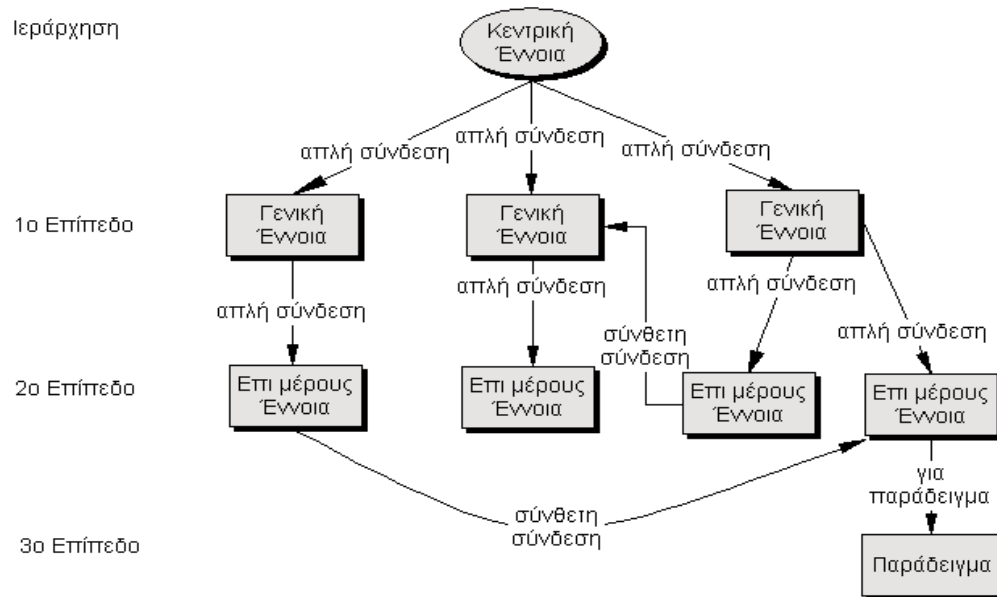 Ιεράρχηση
Κεντρική
Έννοια
απλή σύνδεση
απλή σύνδεση
απλή σύνδεση
1ο Επίπεδο
Γενική
Έννοια
Γενική
Έννοια
Γενική
Έννοια
απλή σύνδεση
απλή σύνδεση
απλή σύνδεση
απλή σύνδεση
σύνθετη
σύνδεση
2ο Επίπεδο
Επι μέρους
Έννοια
Επι μέρους
Έννοια
Επι μέρους
Έννοια
Επι μέρους
Έννοια
για
παράδειγμα
σύνθετη
σύνδεση
3ο Επίπεδο
Παράδειγμα